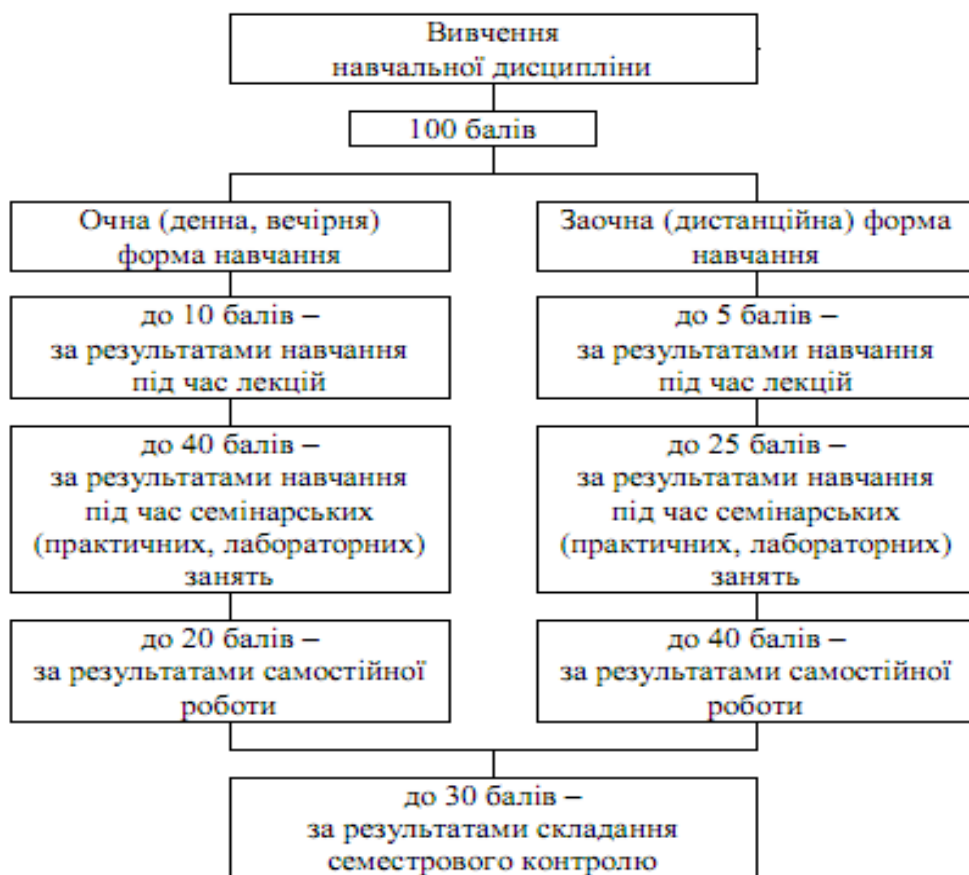 Вивчення
навчальної дисципліни
100 балів
Очна (денна, вечірня)
форма навчання
до 10 балів –
за результатами навчання
під час лекцій
до 40 балів –
за результатами навчання
під час семінарських
(практичних, лабораторних)
занять
до 20 балів –
за результатами самостійної
роботи
Заочна (дистанційна) форма
навчання
до 5 балів –
за результатами навчання
під час лекцій
до 25 балів –
за результатами навчання
під час семінарських
(практичних, лабораторних)
занять
до 40 балів –
за результатами самостійної
роботи
до 30 балів –
за результатами складання
семестрового контролю